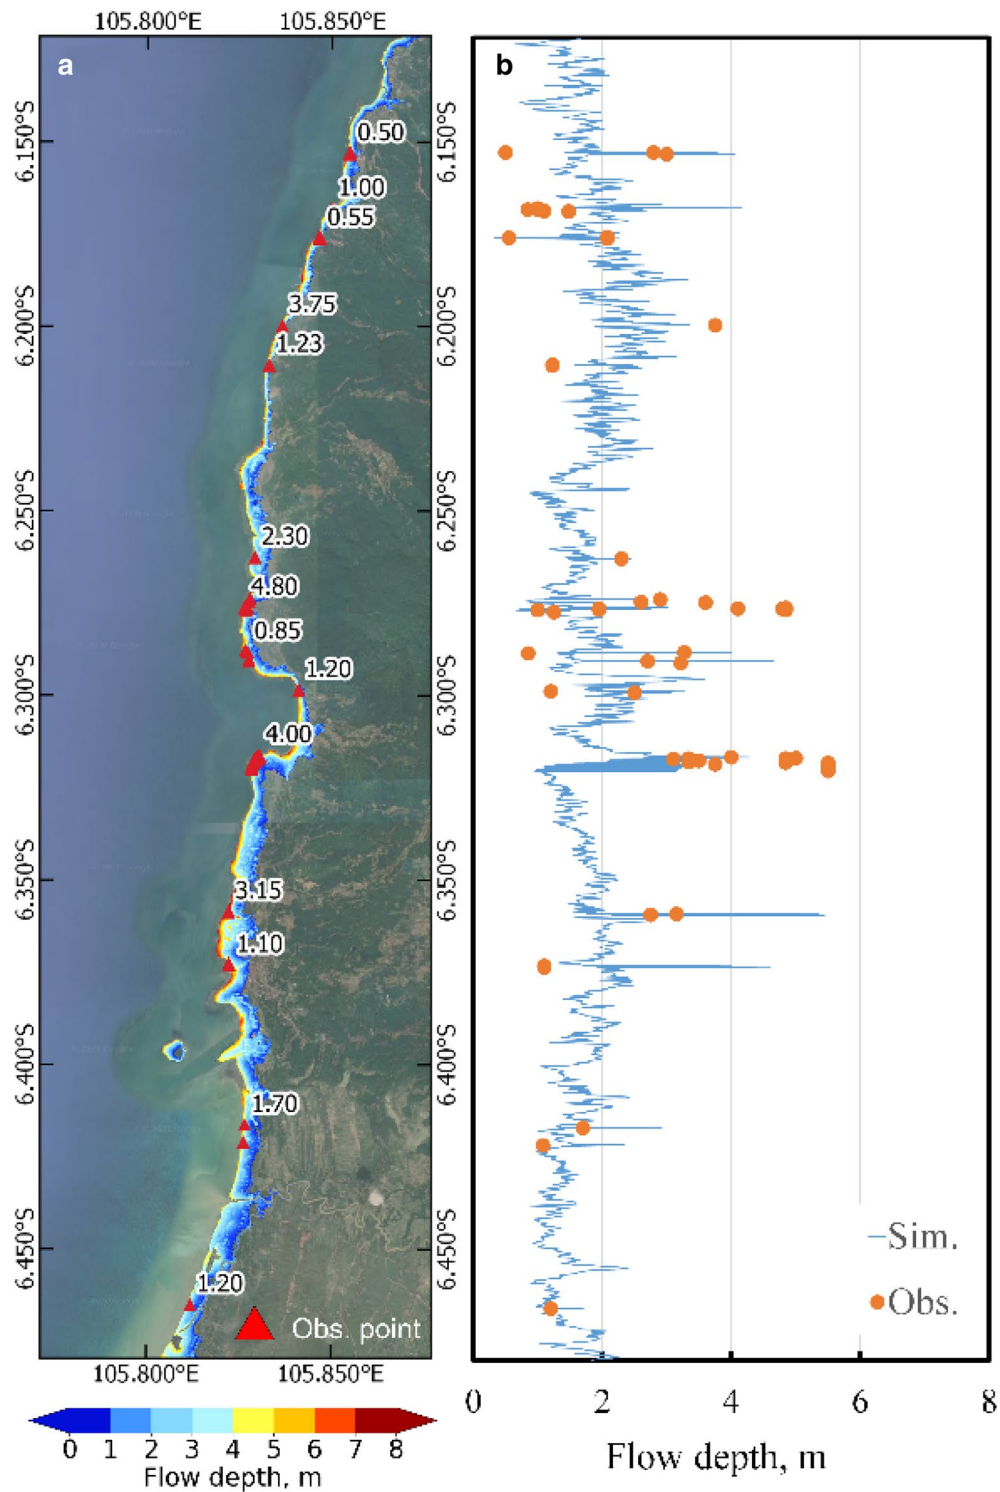 105.800°E 105.850°E
a
b
6.150°S
6.200°S
6.250°S
6.300°S
6.350°S
6.400°S
6.450°S
0.50
1.00
0.55
3.75
1.23
2.30
4.80
0.85
1.20
4.00
3.15
1.10
1.70
1.20
Obs. point
6.150°S
6.200°S
6.250°S
6.300°S
6.350°S
6.400°S
6.450°S
105.800°E 105.850°E
0 1 2 3 4 5 6 7 8
Flow depth, m
Sim.
Obs.
0 2 4 6 8
Flow depth, m